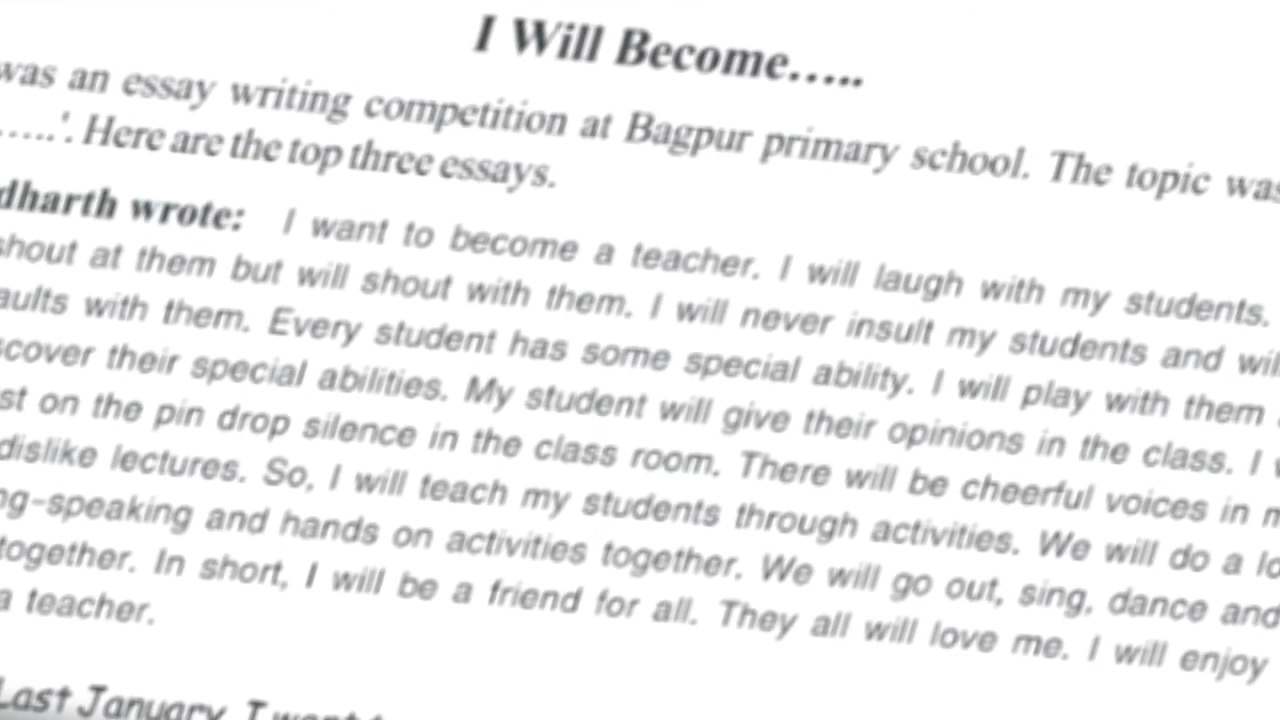 I Will Become.....
was an essay writing competition at Bagpur primary school. The topic was
.....'. Here are the top three essays.
dharth wrote: I want to become a teacher. I will laugh with my students.
shout at them but will shout with them. I will never insult my students and will
aults with them. Every student has some special ability. I will play with them
scover their special abilities. My student will give their opinions in the class. I
st on the pin drop silence in the class room. There will be cheerful voices in
dislike lectures. So, I will teach my students through activities. We will do a
ng-speaking and hands on activities together. We will go out, sing, dance and
together. In short, I will be a friend for all. They all will love me. I will enjoy
a teacher.
Last January, I went